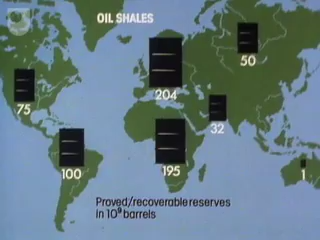 OIL SHALES
50
204
75
32
100
195
1
Proved/recoverable reserves
in 10⁹ barrels